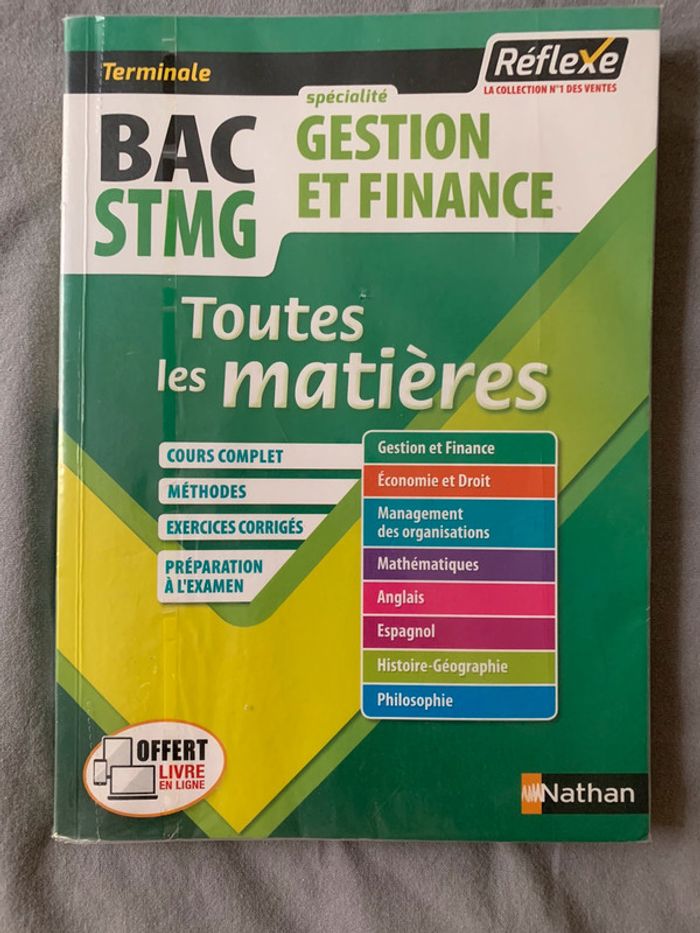 Terminale
Réflexe
LA COLLECTION N°1 DES VENTES
BAC
STMG
spécialité
GESTION
ET FINANCE
Toutes
les matières
COURS COMPLET
MÉTHODES
EXERCICES CORRIGÉS
PRÉPARATION
À L'EXAMEN
Gestion et Finance
Économie et Droit
Management
des organisations
Mathématiques
Anglais
Espagnol
Histoire-Géographie
Philosophie
OFFERT
LIVRE
EN LIGNE
Nathan